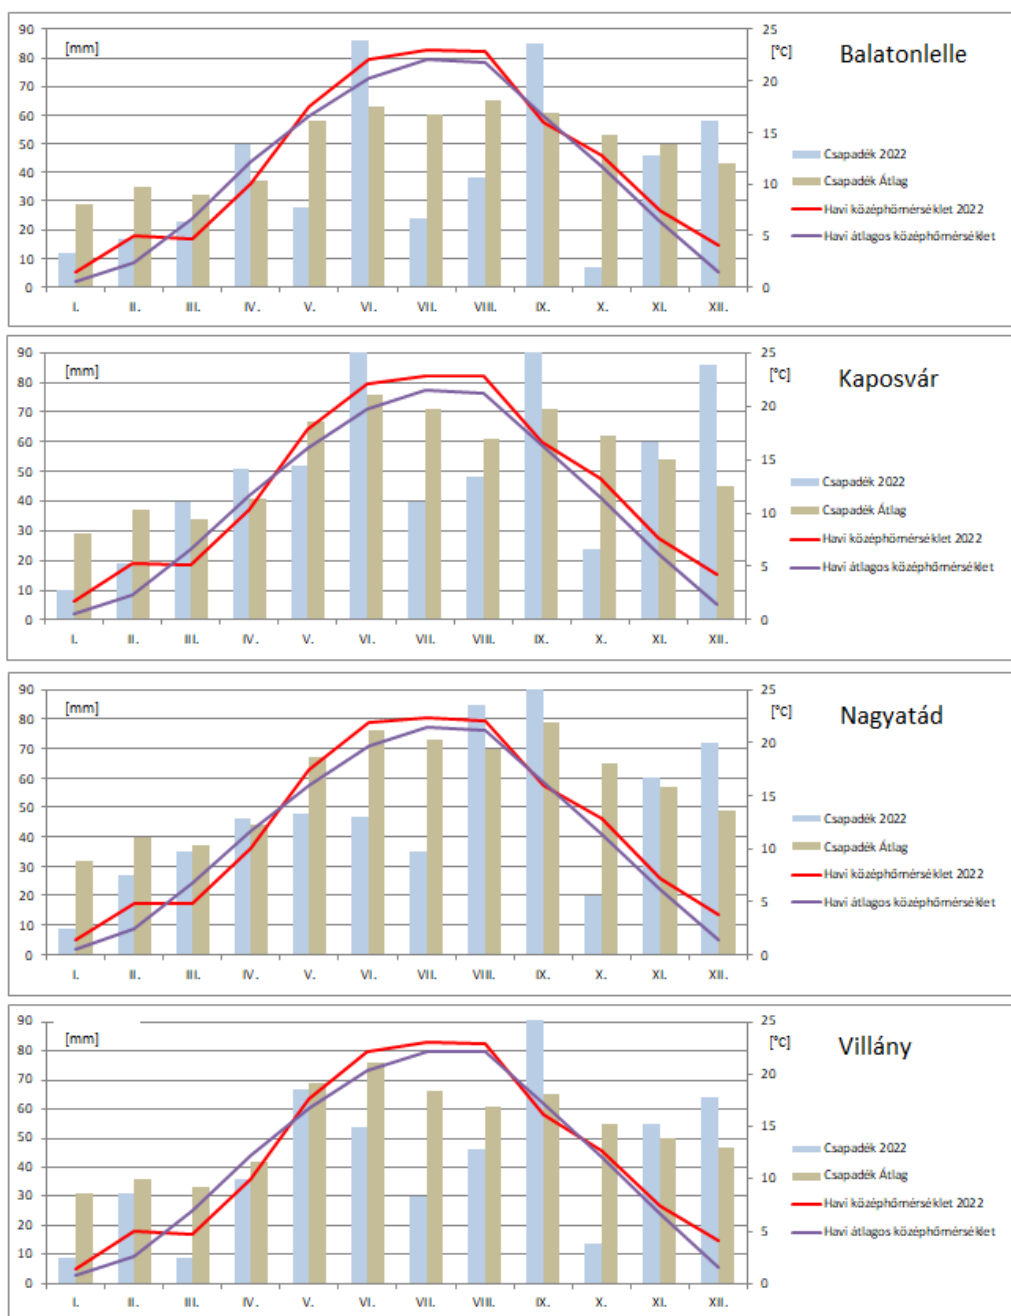 Balatonlelle
[mm]
[°C]
90
80
70
60
50
40
30
20
10
0
25
20
15
10
5
0
I. II. III. IV. V. VI. VII. VIII. IX. X. XI. XII.
Csapadék 2022
Csapadék Átlag
Havi középhőmérséklet 2022
Havi átlagos középhőmérséklet
Kaposvár
[mm]
[°C]
90
80
70
60
50
40
30
20
10
0
25
20
15
10
5
0
I. II. III. IV. V. VI. VII. VIII. IX. X. XI. XII.
Csapadék 2022
Csapadék Átlag
Havi középhőmérséklet 2022
Havi átlagos középhőmérséklet
Nagyatád
[mm]
[°C]
90
80
70
60
50
40
30
20
10
0
25
20
15
10
5
0
I. II. III. IV. V. VI. VII. VIII. IX. X. XI. XII.
Csapadék 2022
Csapadék Átlag
Havi középhőmérséklet 2022
Havi átlagos középhőmérséklet
Villány
[mm]
[°C]
90
80
70
60
50
40
30
20
10
0
25
20
15
10
5
0
I. II. III. IV. V. VI. VII. VIII. IX. X. XI. XII.
Csapadék 2022
Csapadék Átlag
Havi középhőmérséklet 2022
Havi átlagos középhőmérséklet